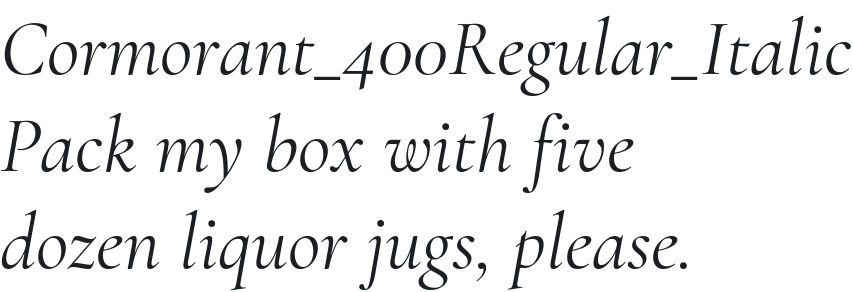 Cormorant_400Regular_Italic
Pack my box with five
dozen liquor jugs, please.